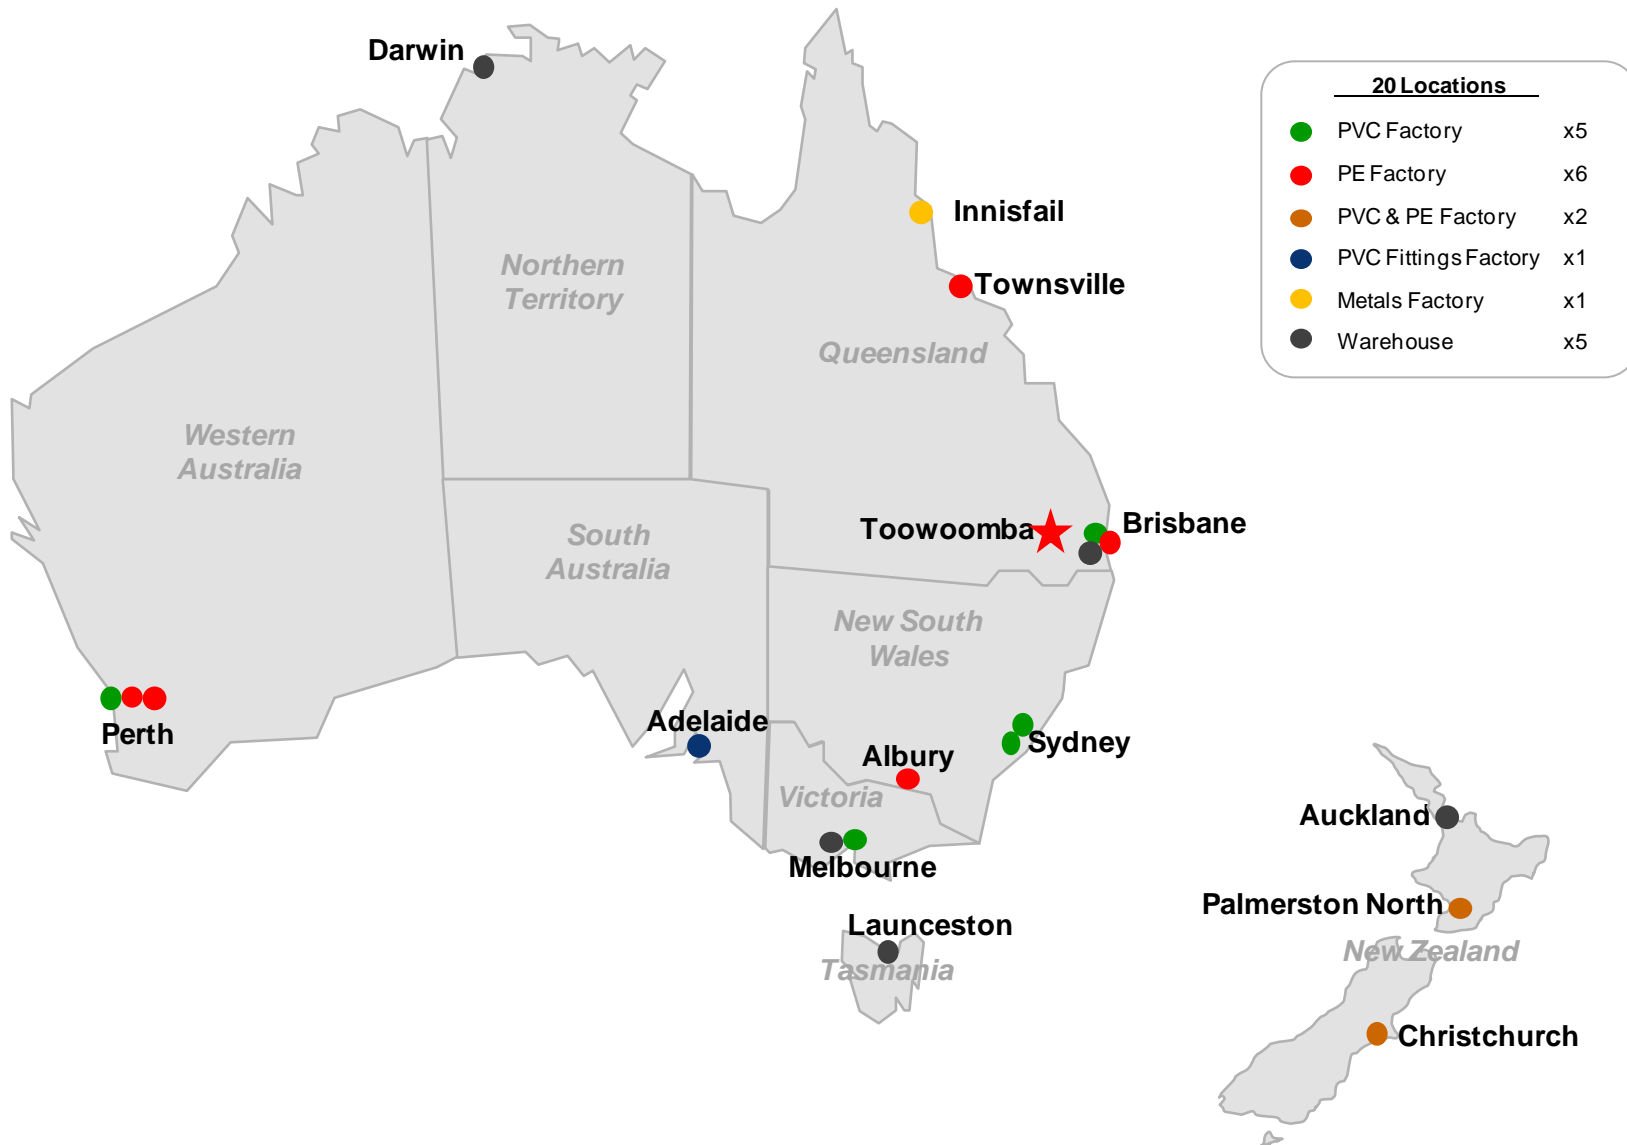 Darwin
20 Locations
PVC Factory x5
PE Factory x6
PVC & PE Factory x2
PVC Fittings Factory x1
Metals Factory x1
Warehouse x5
Innisfail
Northern
Territory
Townsville
Queensland
Western
Australia
South
Australia
Toowoomba
Brisbane
New South
Wales
Perth
Adelaide
Sydney
Albury
Victoria
Auckland
Melbourne
Palmerston North
Launceston
New Zealand
Tasmania
Christchurch